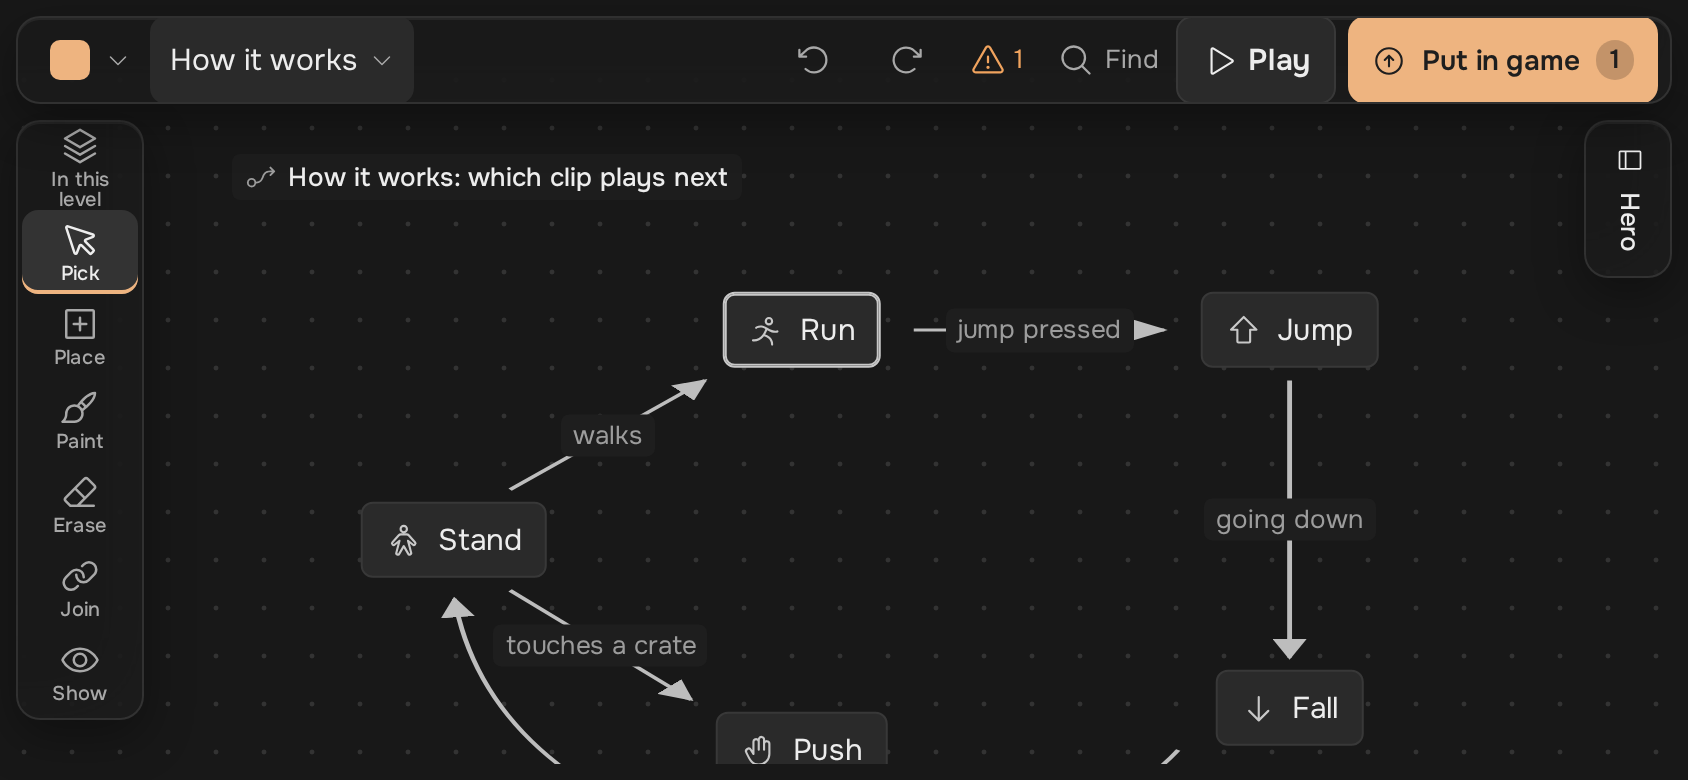 How it works
1
Find
Play
Put in game
1
In this
level
Pick
Place
Paint
Erase
Join
Show
How it works: which clip plays next
Hero
Run
jump pressed
Jump
walks
going down
Stand
touches a crate
Fall
Push